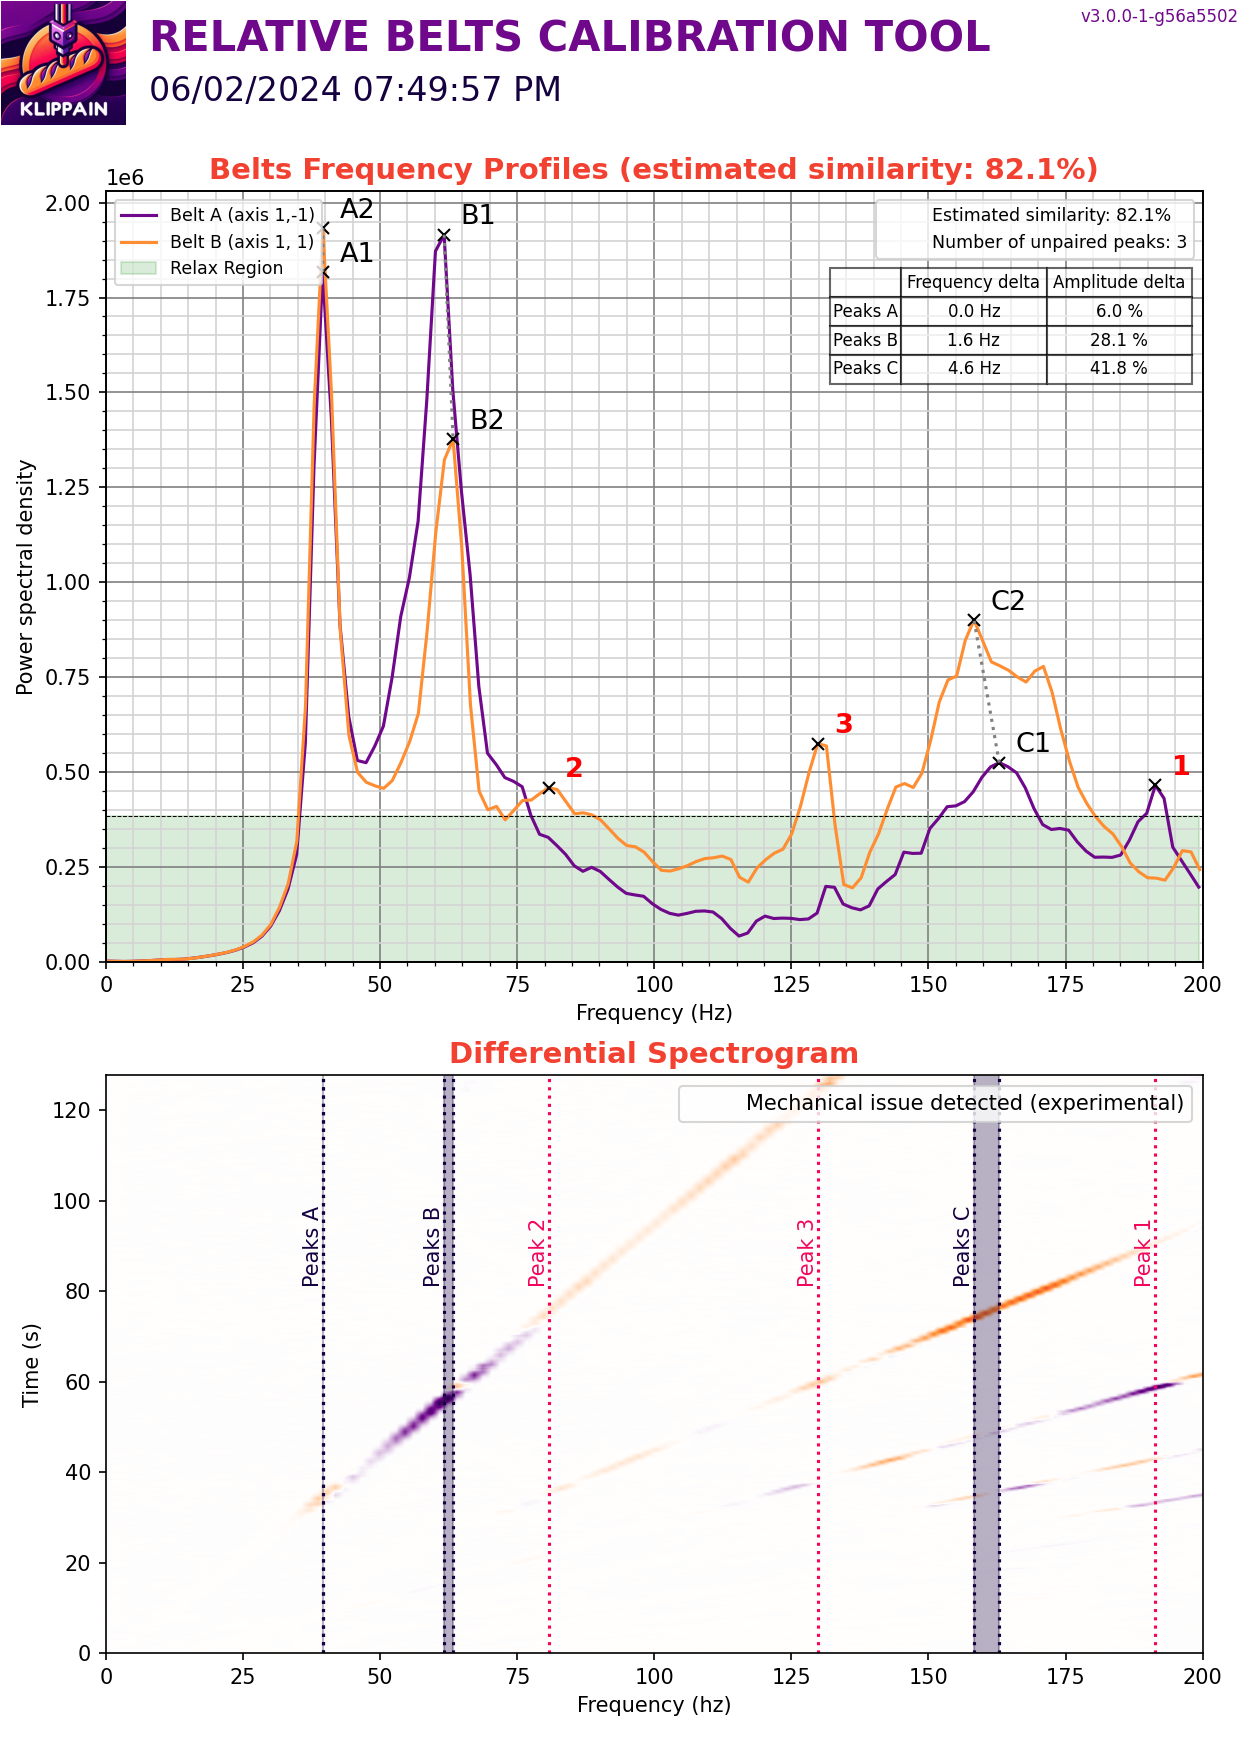 v3.0.0-1-g56a5502
RELATIVE BELTS CALIBRATION TOOL
06/02/2024 07:49:57 PM
KLIPPAIN
Belts Frequency Profiles (estimated similarity: 82.1%)
1e6
Belt A (axis 1,-1)
Belt B (axis 1, 1)
Relax Region
Estimated similarity: 82.1%
Number of unpaired peaks: 3
Frequency delta Amplitude delta
Peaks A 0.0 Hz 6.0 %
Peaks B 1.6 Hz 28.1 %
Peaks C 4.6 Hz 41.8 %
A2
A1
B1
B2
C2
C1
3
2
1
Power spectral density
2.00
1.75
1.50
1.25
1.00
0.75
0.50
0.25
0.00
0 25 50 75 100 125 150 175 200
Frequency (Hz)
Differential Spectrogram
Mechanical issue detected (experimental)
Peaks A
Peaks B
Peak 2
Peak 3
Peaks C
Peak 1
Time (s)
120
100
80
60
40
20
0
0 25 50 75 100 125 150 175 200
Frequency (hz)